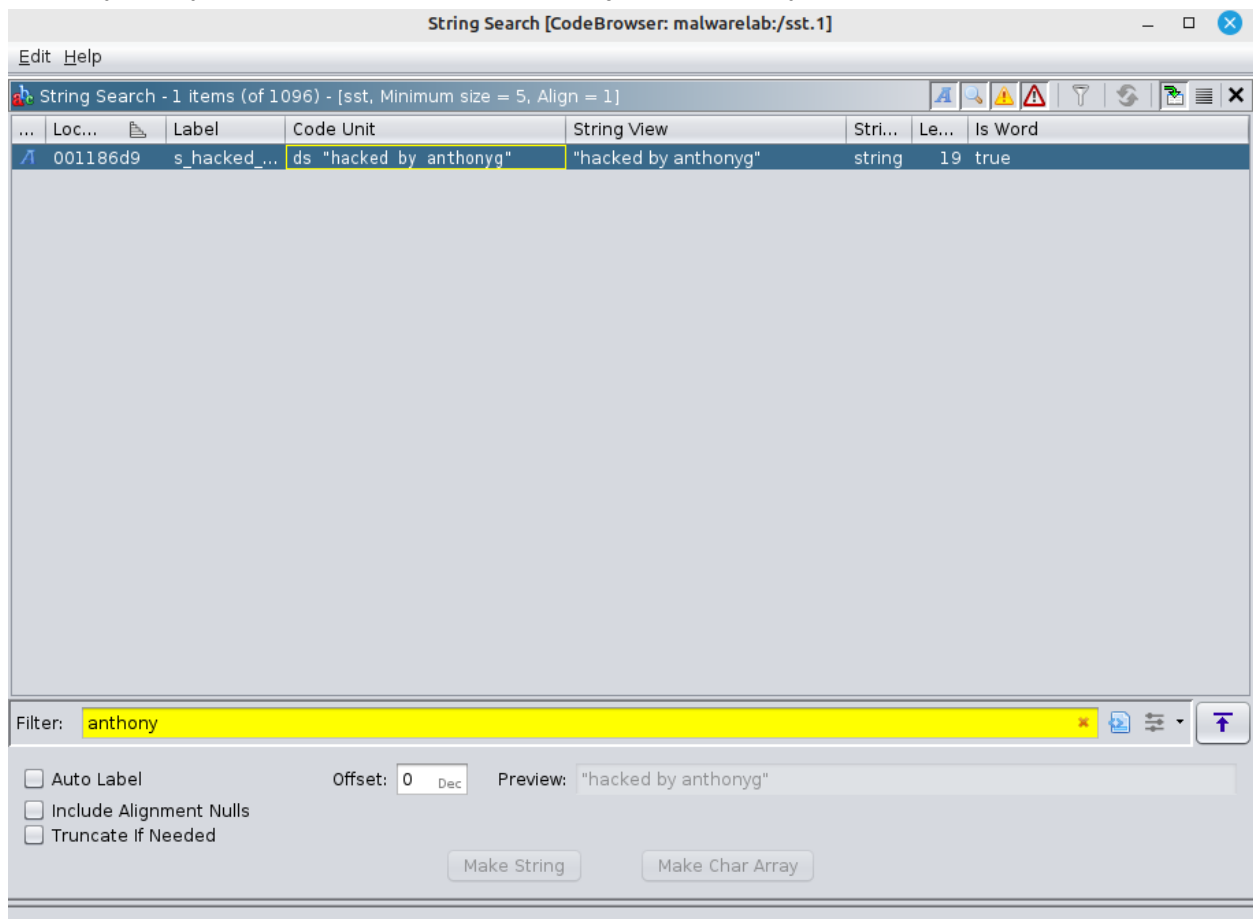 String Search [CodeBrowser: malwarelab:/sst.1]
Edit Help
String Search - 1 items (of 1096) - [sst, Minimum size = 5, Align = 1]
... Loc... Label Code Unit String View Stri... Le... Is Word
A 001186d9 s_hacked_... ds "hacked by anthonyg" "hacked by anthonyg" string 19 true
Filter: anthony
Auto Label Offset: 0 Dec Preview: "hacked by anthonyg"
Include Alignment Nulls
Truncate If Needed
Make String Make Char Array